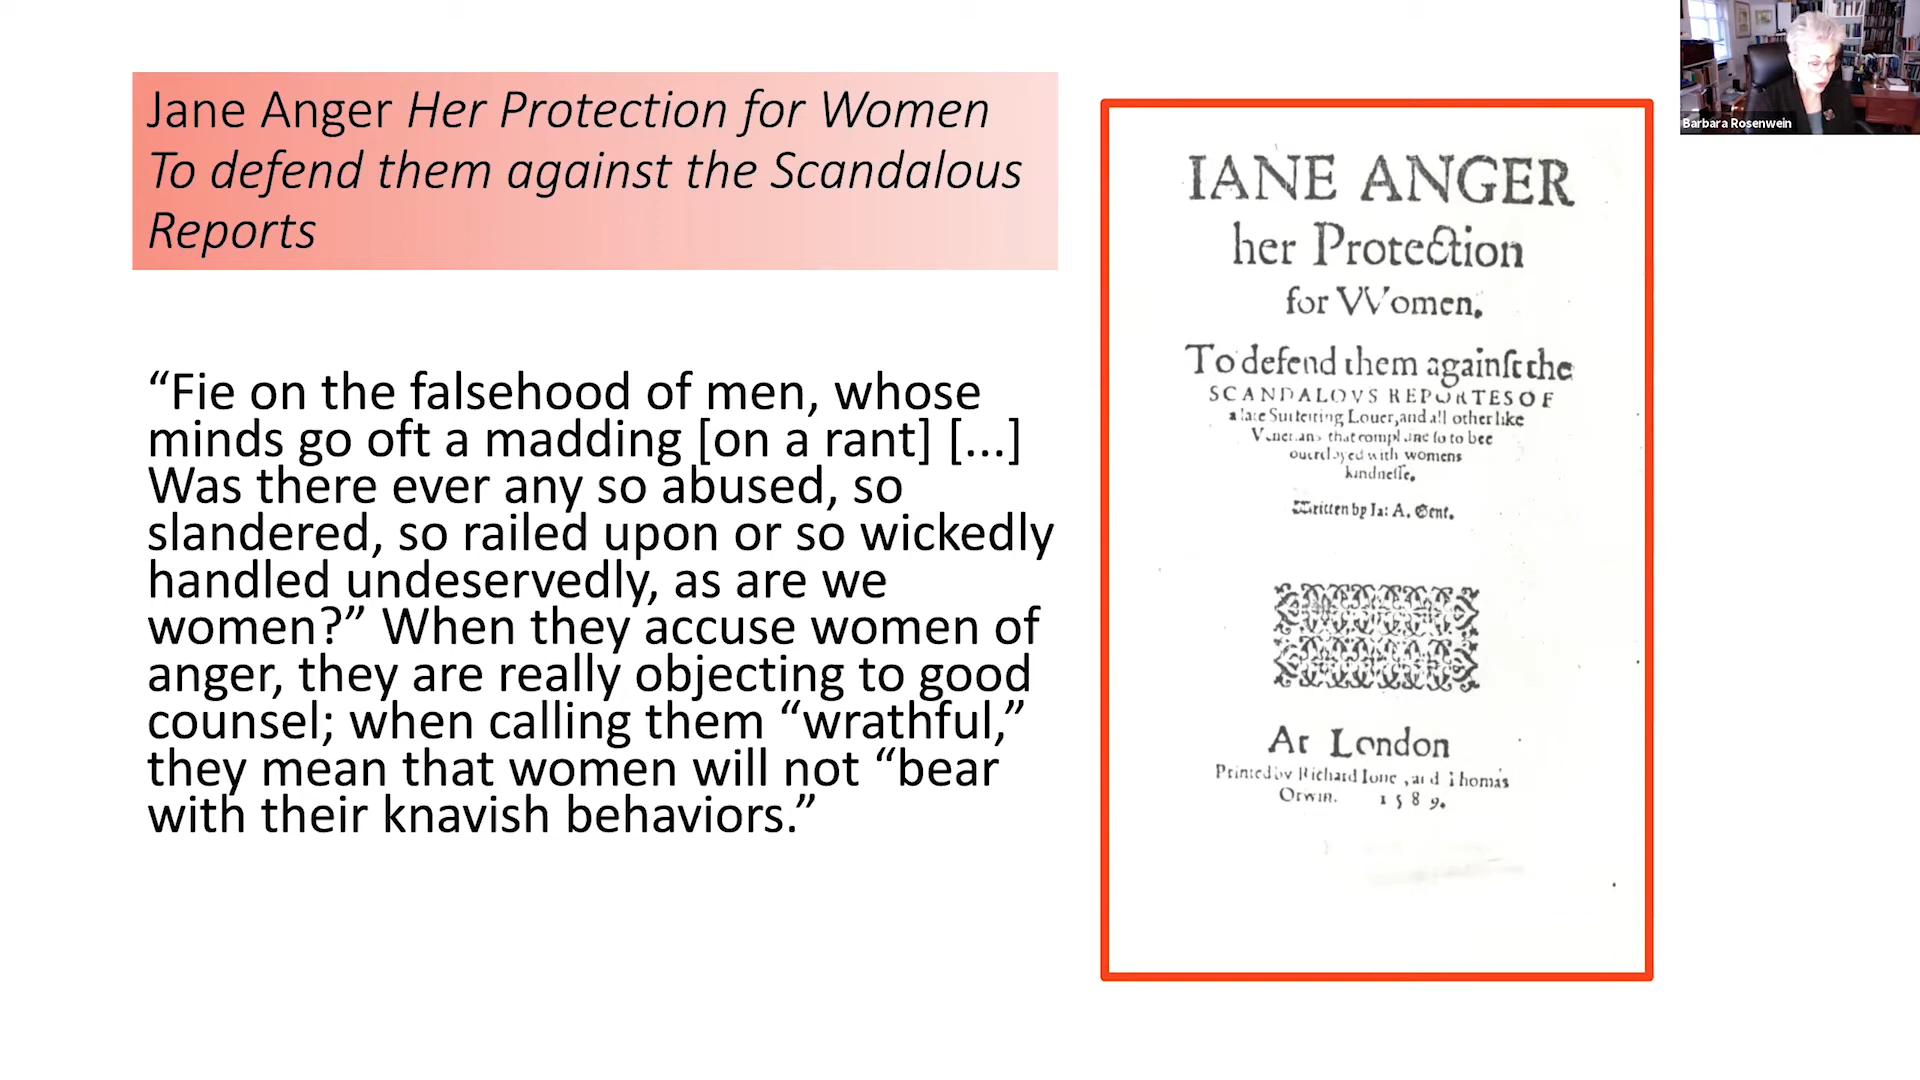 Jane Anger Her Protection for Women
To defend them against the Scandalous
Reports
“Fie on the falsehood of men, whose
minds go oft a madding [on a rant] [...]
Was there ever any so abused, so
slandered, so railed upon or so wickedly
handled undeservedly, as are we
women?” When they accuse women of
anger, they are really objecting to good
counsel; when calling them “wrathful,”
they mean that women will not “bear
with their knavish behaviors.”
IANE ANGER
her Protection
for VVomen.
To defend them againſt the
SCANDALOVS REPORTES OF
a late Surfeiting Louer, and all other like
that complaine ſo to bee
ouercloyed with womens
kindneſſe.
Written by Ia: A. Gent.
At London
Printed by Richard and Thomas
Orwin. 1589.
Barbara Rosenwein